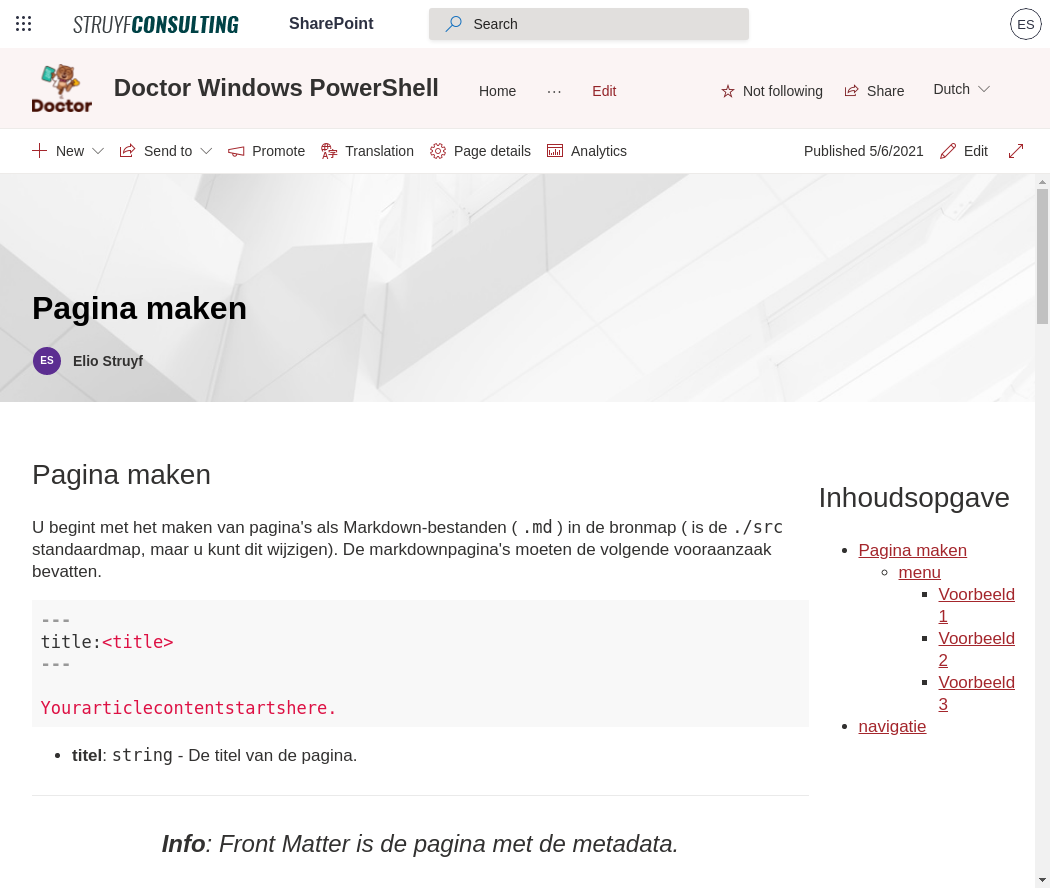 STRUYFCONSULTING SharePoint Search ES
Doctor Doctor Windows PowerShell Home ··· Edit Not following Share Dutch
New Send to Promote Translation Page details Analytics Published 5/6/2021 Edit
Pagina maken
ES Elio Struyf
Pagina maken
U begint met het maken van pagina's als Markdown-bestanden ( .md ) in de bronmap ( is de ./src
standaardmap, maar u kunt dit wijzigen). De markdownpagina's moeten de volgende vooraanzaak
bevatten.
---
title:<title>
---
Yourarticlecontentstartshere.
• titel: string - De titel van de pagina.
Info: Front Matter is de pagina met de metadata.
Inhoudsopgave
• Pagina maken
◦ menu
▪ Voorbeeld
1
▪ Voorbeeld
2
▪ Voorbeeld
3
• navigatie